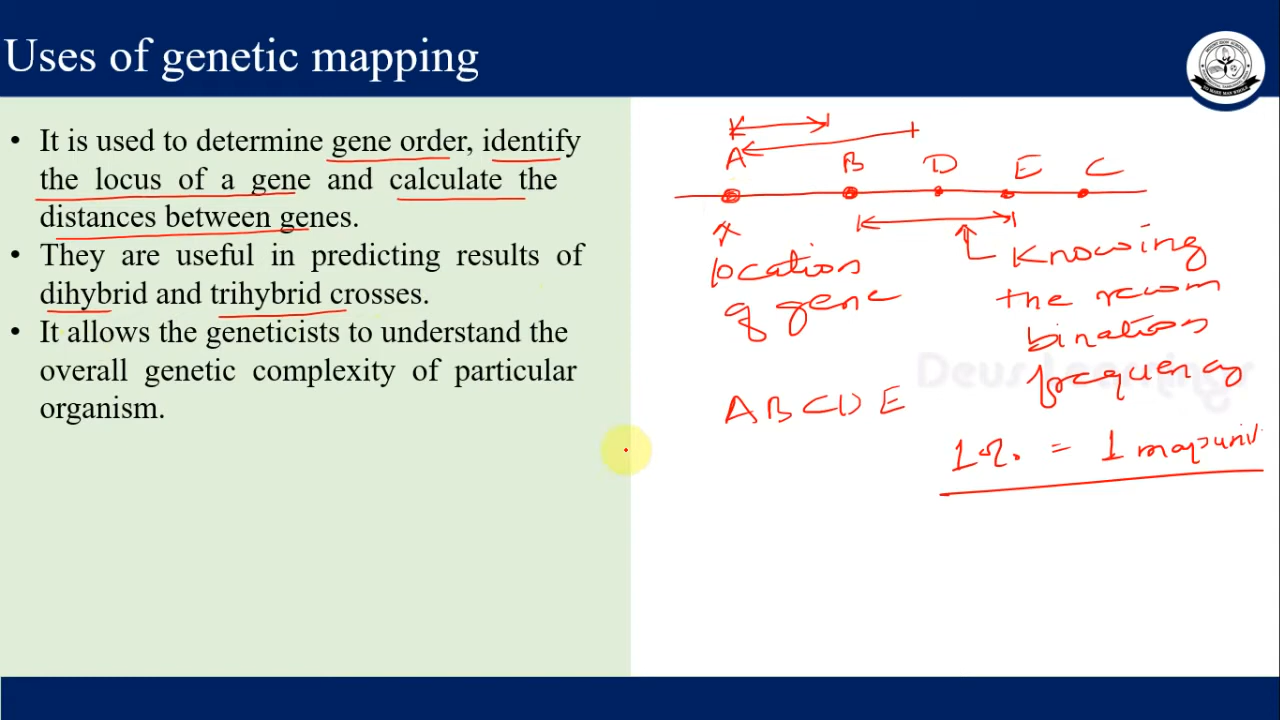 Uses of genetic mapping
• It is used to determine gene order, identify
the locus of a gene and calculate the
distances between genes.
• They are useful in predicting results of
dihybrid and trihybrid crosses.
• It allows the geneticists to understand the
overall genetic complexity of particular
organism.
A B D E C
location
of gene
Knowing
the recom
bination
frequency
A B C D E
1%. = 1 map unit